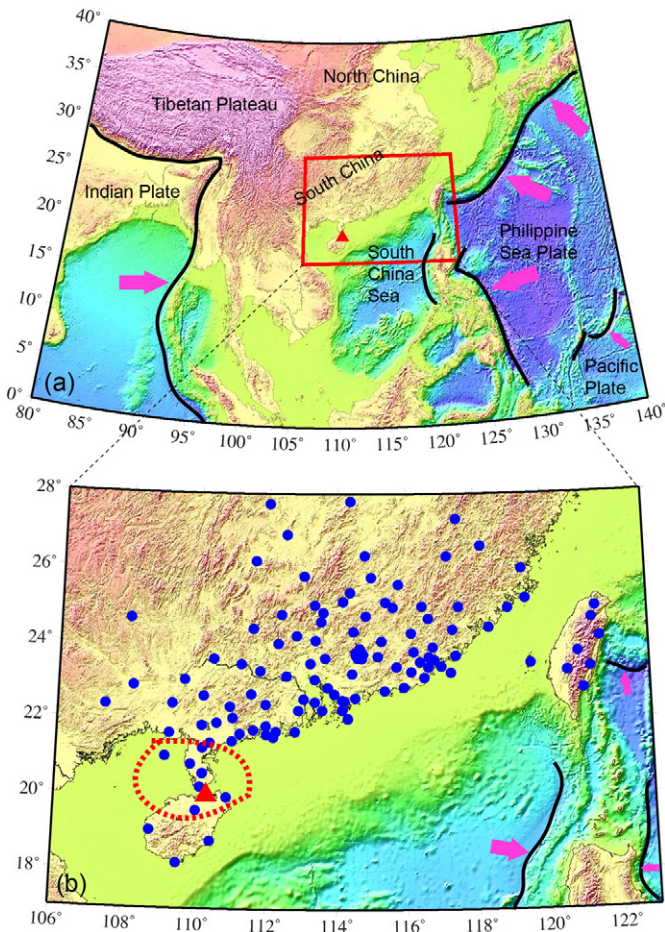 40°
35°
30°
25°
20°
15°
10°
5°
0°
North China
Tibetan Plateau
Indian Plate
South China
Philippine
Sea Plate
South
China
Sea
Pacific
Plate
(a)
80° 85° 90° 95° 100° 105° 110° 115° 120° 125° 130° 135° 140°
28°
26°
24°
22°
20°
18°
(b)
106° 108° 110° 112° 114° 116° 118° 120° 122°